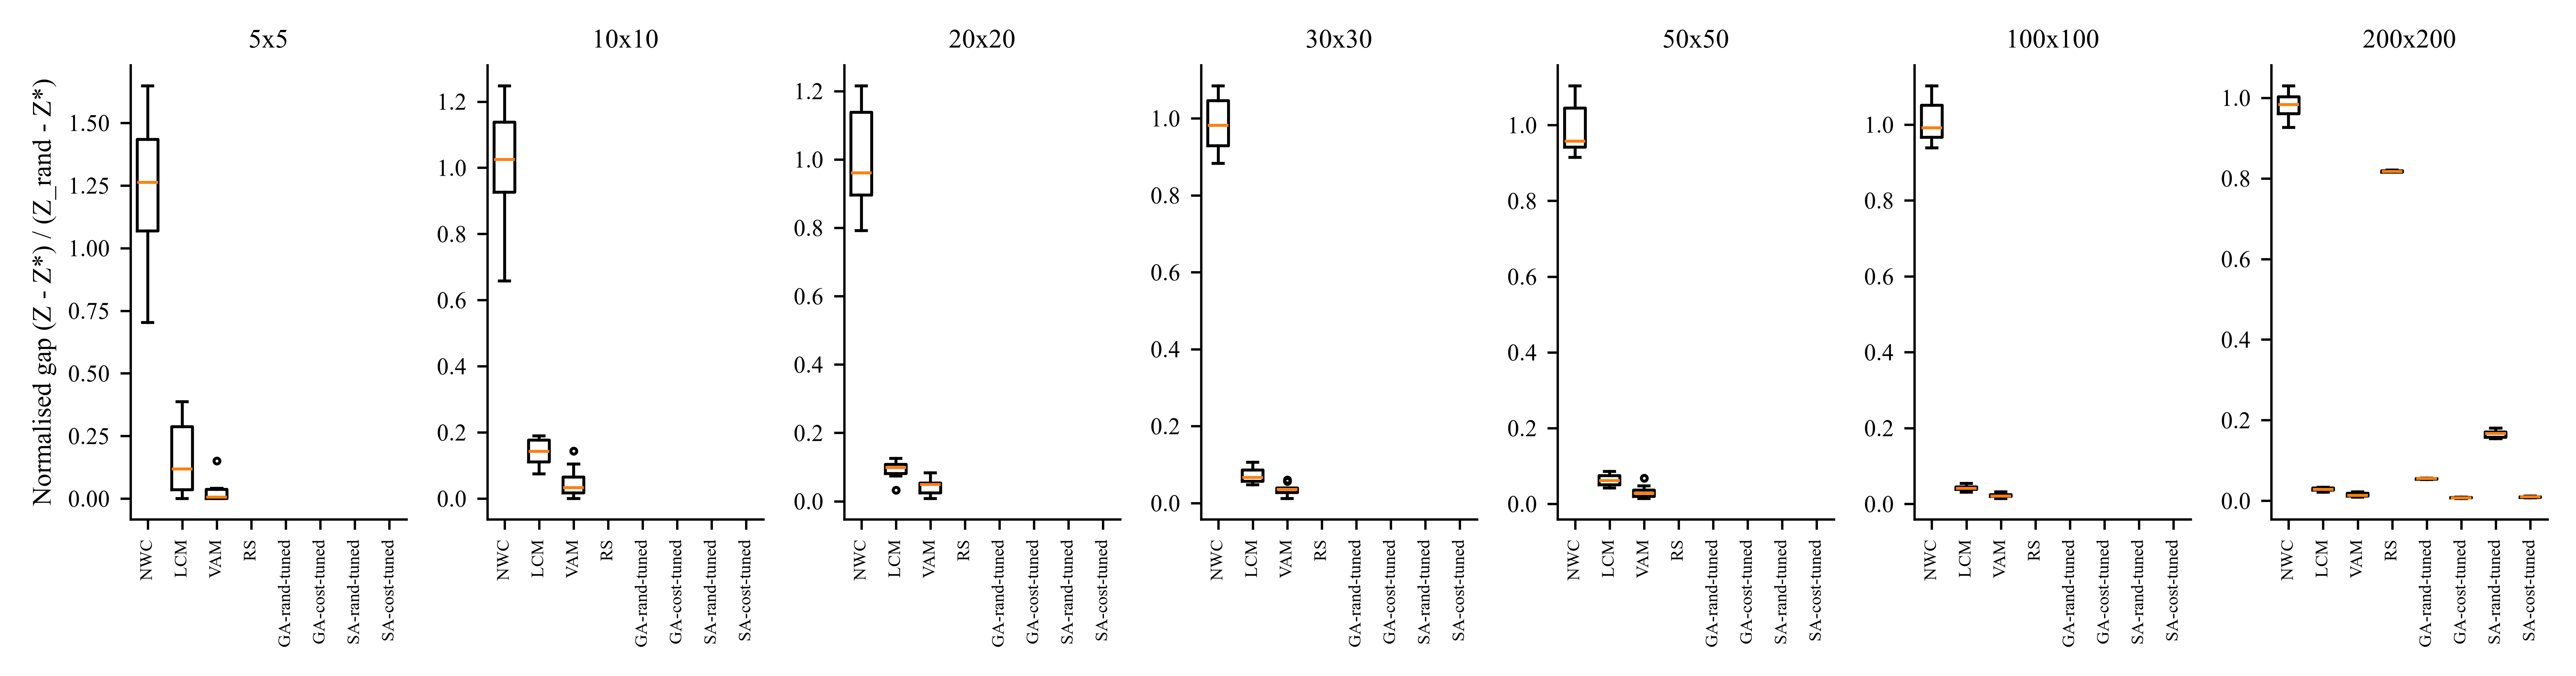 5x5
10x10
20x20
30x30
50x50
100x100
200x200
Normalised gap (Z - Z*) / (Z_rand - Z*)
1.50
1.25
1.00
0.75
0.50
0.25
0.00
NWC
LCM
VAM
RS
GA-rand-tuned
GA-cost-tuned
SA-rand-tuned
SA-cost-tuned
1.2
1.0
0.8
0.6
0.4
0.2
0.0
NWC
LCM
VAM
RS
GA-rand-tuned
GA-cost-tuned
SA-rand-tuned
SA-cost-tuned
1.2
1.0
0.8
0.6
0.4
0.2
0.0
NWC
LCM
VAM
RS
GA-rand-tuned
GA-cost-tuned
SA-rand-tuned
SA-cost-tuned
1.0
0.8
0.6
0.4
0.2
0.0
NWC
LCM
VAM
RS
GA-rand-tuned
GA-cost-tuned
SA-rand-tuned
SA-cost-tuned
1.0
0.8
0.6
0.4
0.2
0.0
NWC
LCM
VAM
RS
GA-rand-tuned
GA-cost-tuned
SA-rand-tuned
SA-cost-tuned
1.0
0.8
0.6
0.4
0.2
0.0
NWC
LCM
VAM
RS
GA-rand-tuned
GA-cost-tuned
SA-rand-tuned
SA-cost-tuned
1.0
0.8
0.6
0.4
0.2
0.0
NWC
LCM
VAM
RS
GA-rand-tuned
GA-cost-tuned
SA-rand-tuned
SA-cost-tuned